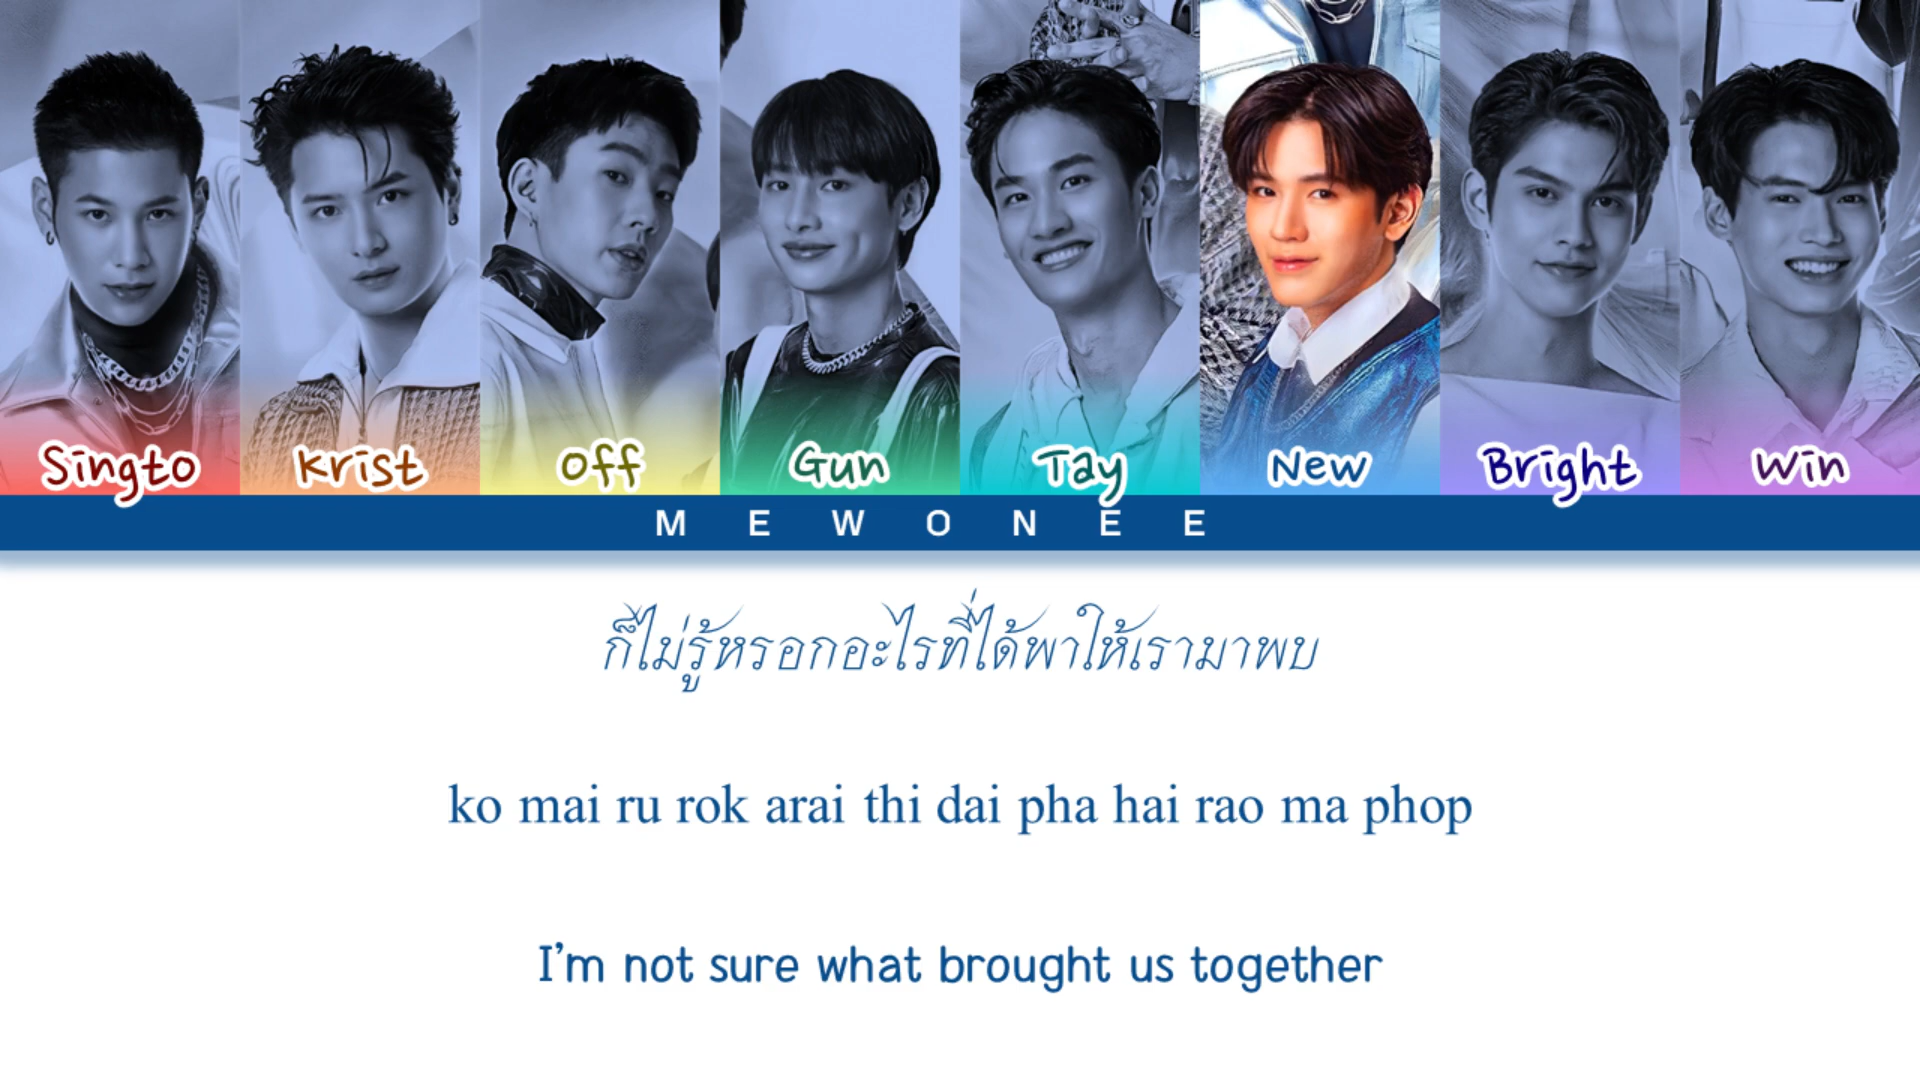 Singto Krist Off Gun Tay New Bright Win
MEWONEE
ก็ไม่รู้หรอกอะไรที่ได้พาให้เรามาพบ
ko mai ru rok arai thi dai pha hai rao ma phop
I'm not sure what brought us together